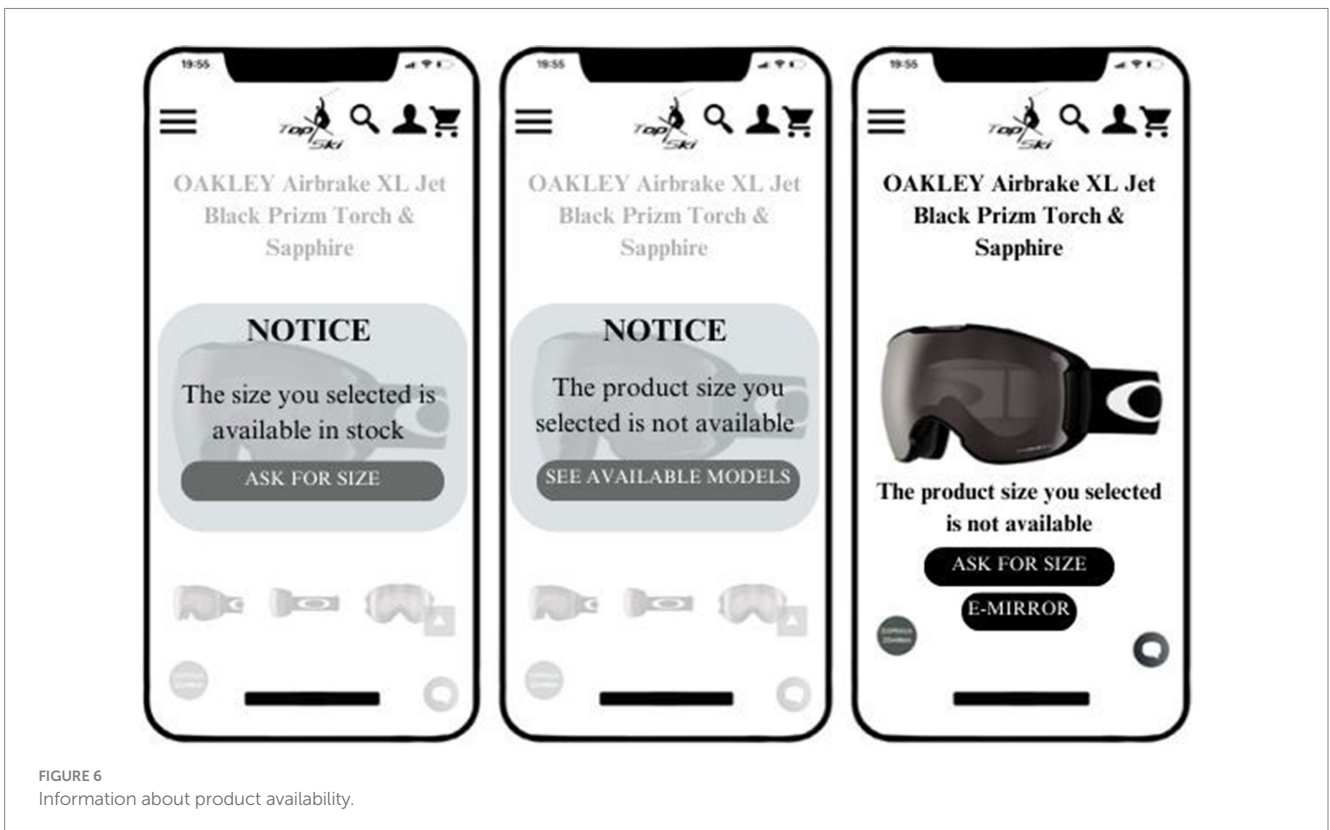 19:55
Top
Ski
OAKLEY Airbrake XL Jet
Black Prizm Torch &
Sapphire
NOTICE
The size you selected is
available in stock
ASK FOR SIZE
19:55
Top
Ski
OAKLEY Airbrake XL Jet
Black Prizm Torch &
Sapphire
NOTICE
The product size you
selected is not available
SEE AVAILABLE MODELS
19:55
Top
Ski
OAKLEY Airbrake XL Jet
Black Prizm Torch &
Sapphire
The product size you selected
is not available
ASK FOR SIZE
E-MIRROR
FIGURE 6
Information about product availability.